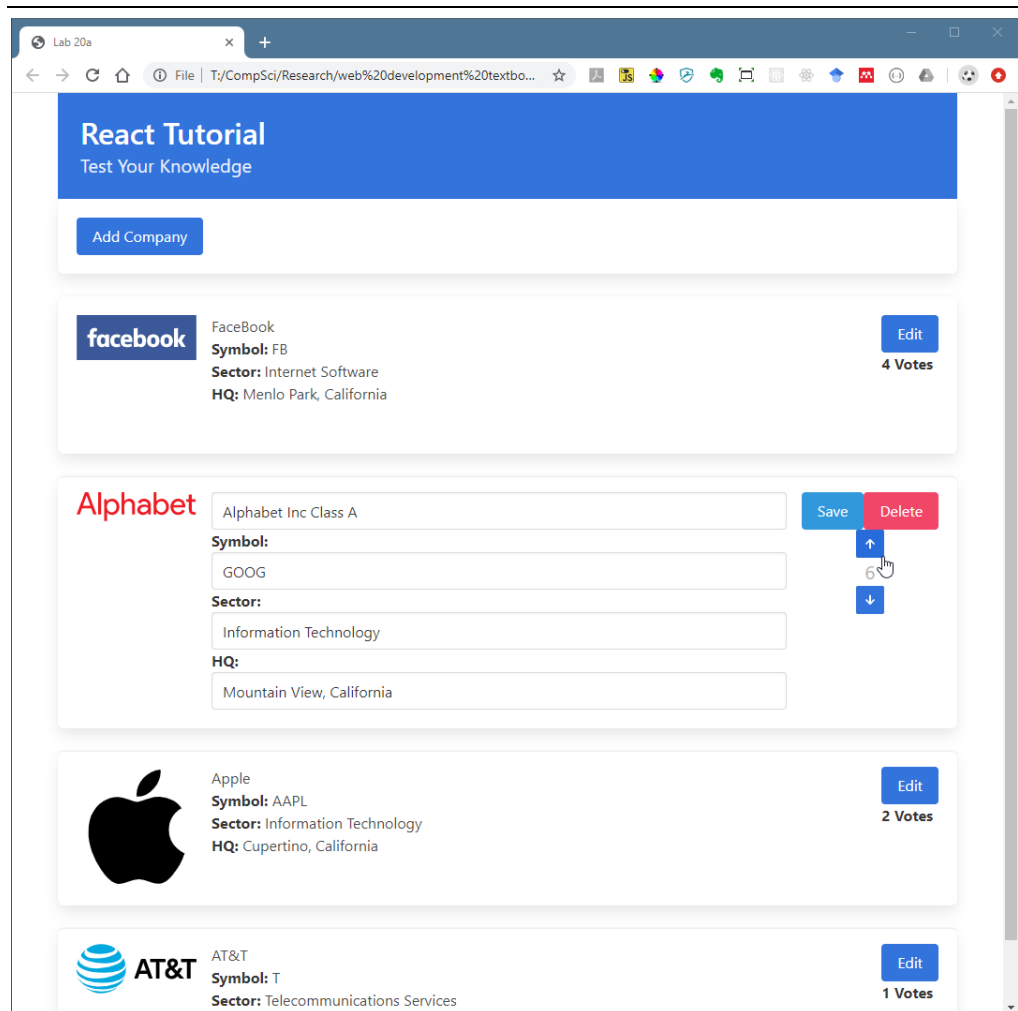 Lab 20a
File
T:/CompSci/Research/web%20development%20textbo...
JS
React Tutorial
Test Your Knowledge
Add Company
facebook
FaceBook
Symbol: FB
Sector: Internet Software
HQ: Menlo Park, California
Edit
4 Votes
Alphabet
Alphabet Inc Class A
Symbol:
GOOG
Sector:
Information Technology
HQ:
Mountain View, California
Save
Delete
6
Apple
Symbol: AAPL
Sector: Information Technology
HQ: Cupertino, California
Edit
2 Votes
AT&T
AT&T
Symbol: T
Sector: Telecommunications Services
Edit
1 Votes